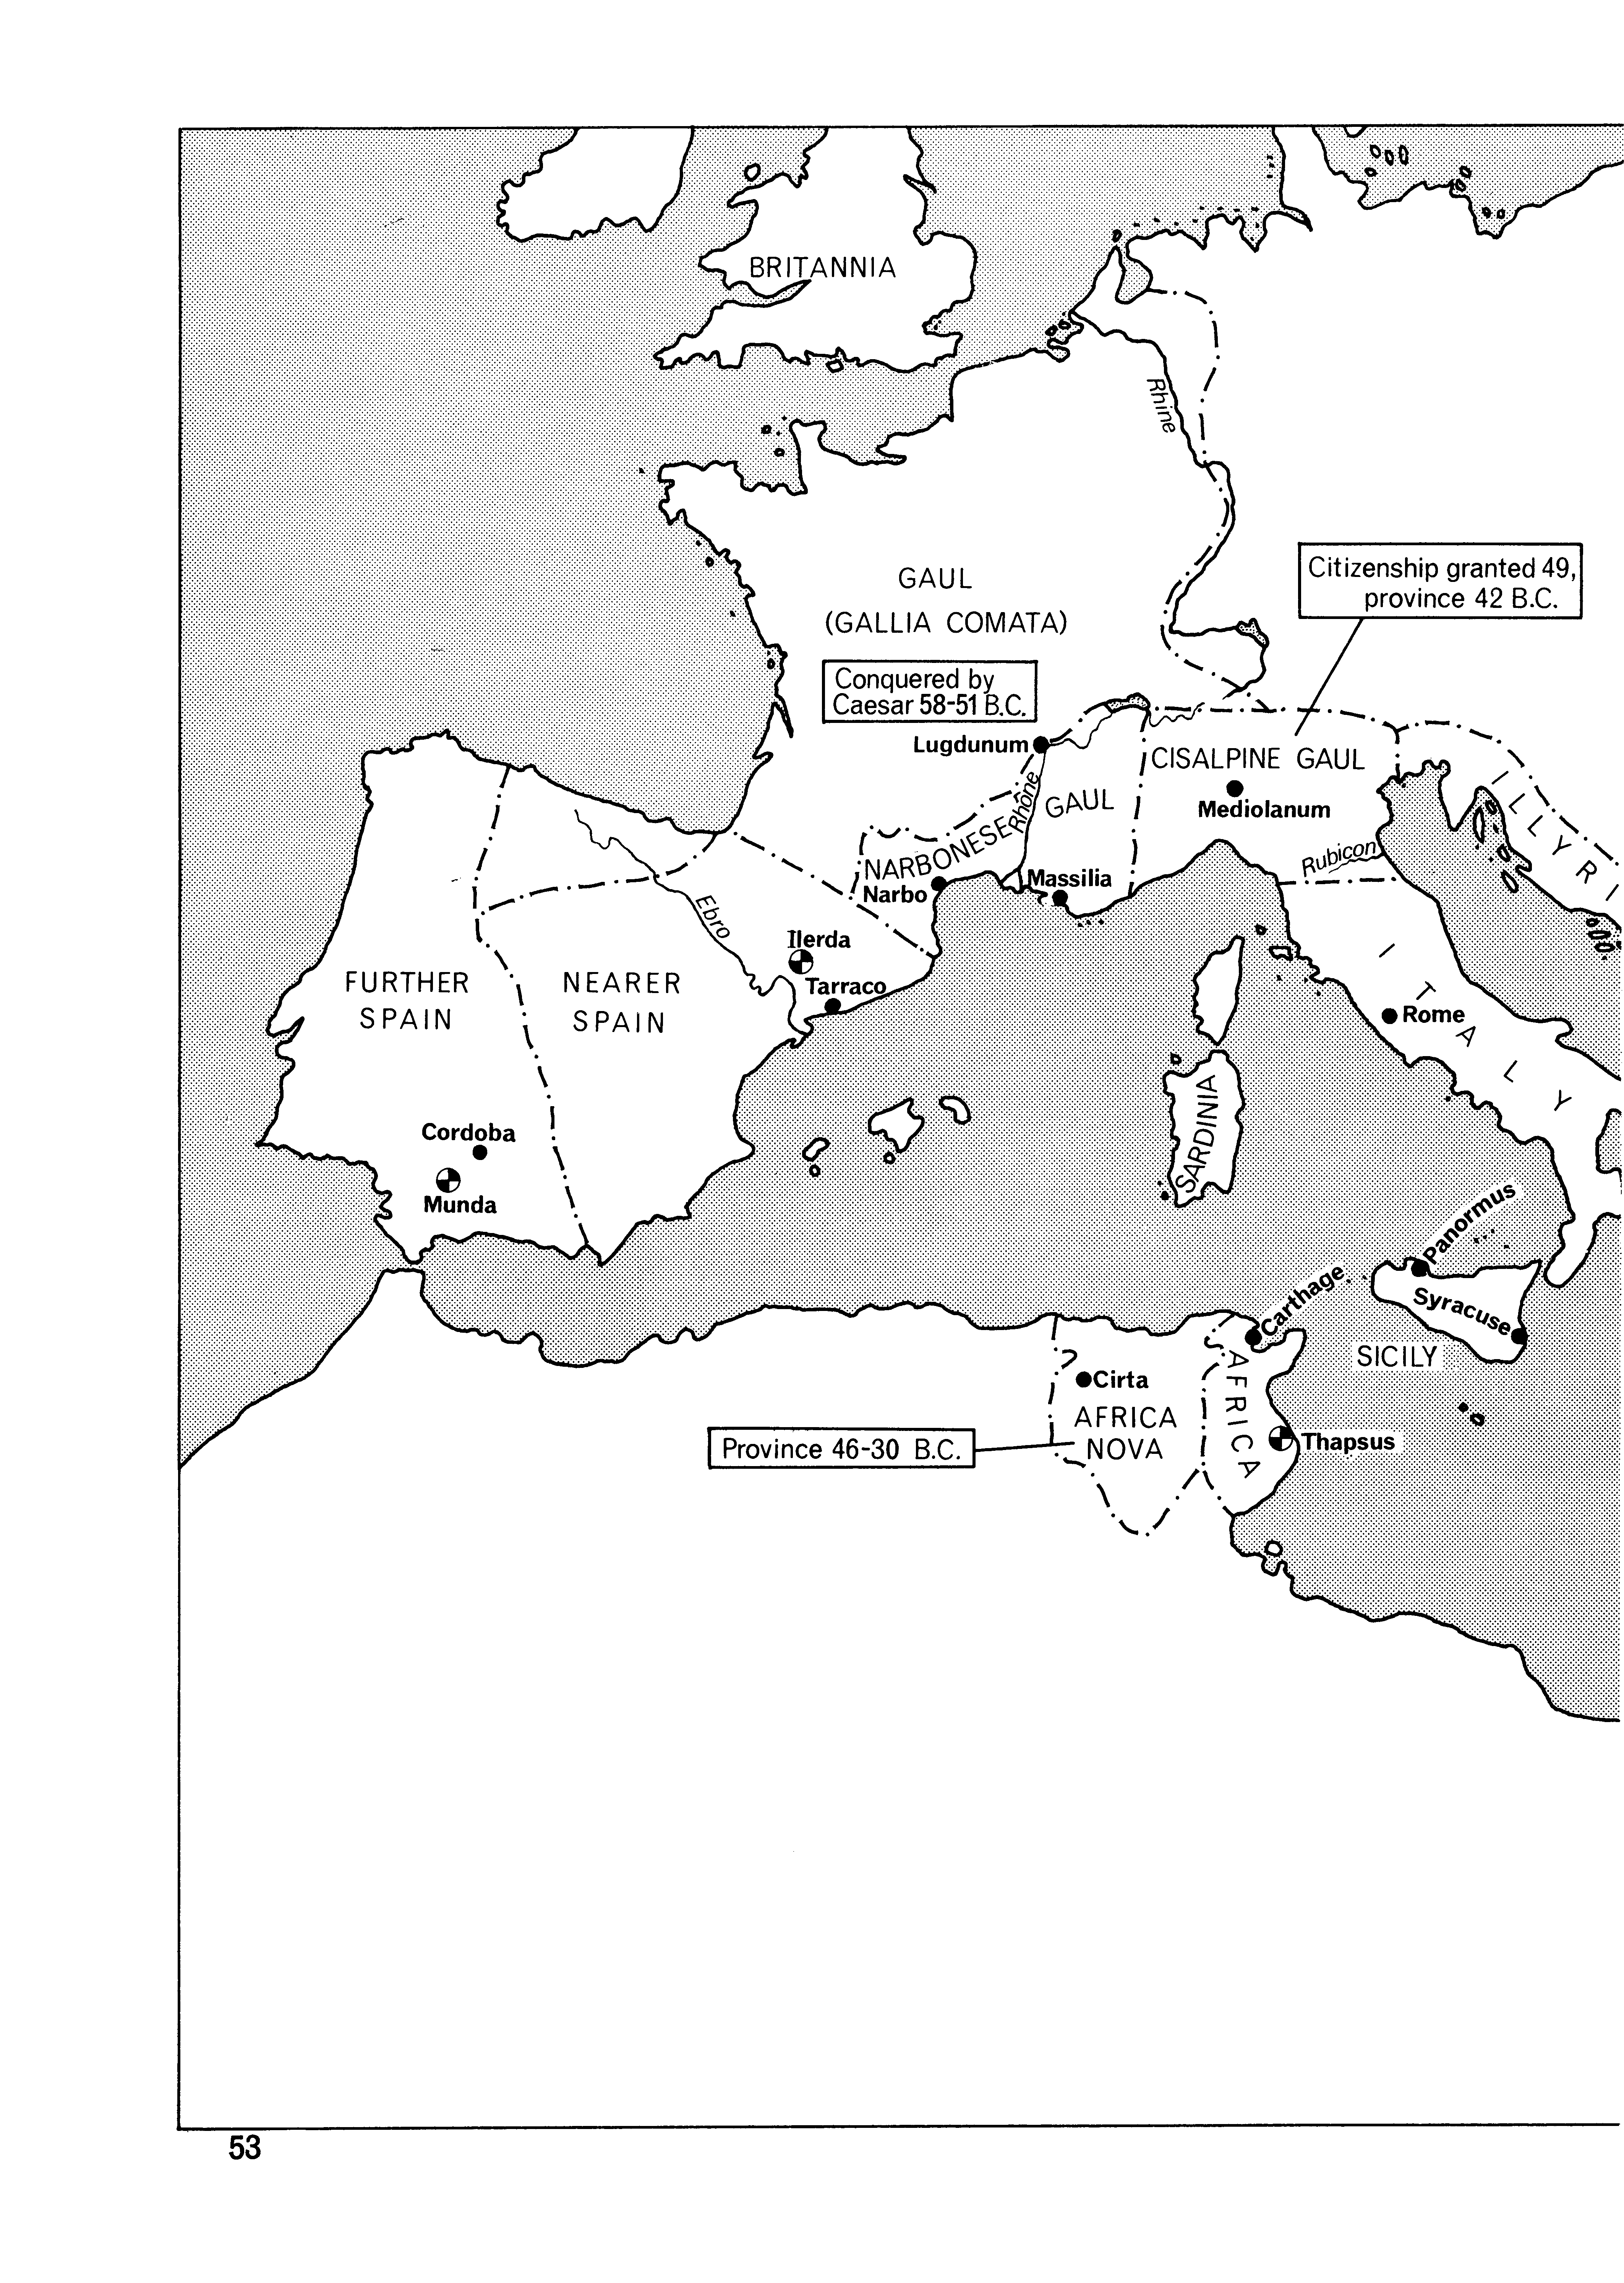 BRITANNIA
Rhine
GAUL
(GALLIA COMATA)
Citizenship granted 49,
province 42 B.C.
Conquered by
Caesar 58-51 B.C.
Lugdunum
CISALPINE GAUL
Mediolanum
Rhône
NARBONESE GAUL
Narbo
Massilia
Rubicon
ILLYRI
Ebro
Ilerda
Tarraco
FURTHER
SPAIN
NEARER
SPAIN
ITALY
Rome
SARDINIA
Cordoba
Munda
Panormus
Carthage
Syracuse
SICILY
Cirta
AFRICA
NOVA
AFRICA
Thapsus
Province 46-30 B.C.
53